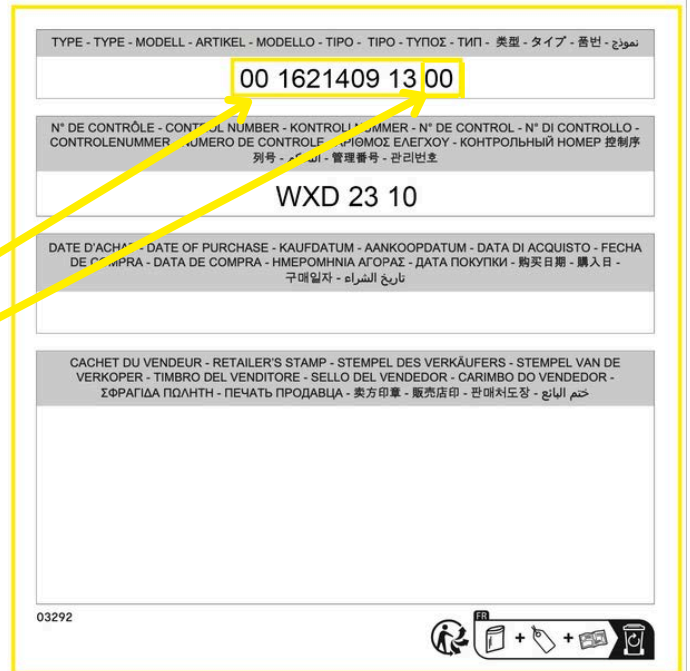 TYPE - TYPE - MODELL - ARTIKEL - MODELLO - TIPO - TIPO - ΤΥΠΟΣ - ТИП - 类型 - タイプ - 품번 - نموذج
00 1621409 13 00
N° DE CONTRÔLE - CONTROL NUMBER - KONTROLLNUMMER - N° DE CONTROL - N° DI CONTROLLO -
CONTROLENUMMER - NUMERO DE CONTROLE - ΑΡΙΘΜΟΣ ΕΛΕΓΧΟΥ - КОНТРОЛЬНЫЙ НОМЕР 控制序
列号 - - 管理番号 - 관리번호
WXD 23 10
DATE D'ACHAT - DATE OF PURCHASE - KAUFDATUM - AANKOOPDATUM - DATA DI ACQUISTO - FECHA
DE COMPRA - DATA DE COMPRA - ΗΜΕΡΟΜΗΝΙΑ ΑΓΟΡΑΣ - ДАТА ПОКУПКИ - 购买日期 - 購入日 -
구매일자 - تاريخ الشراء
CACHET DU VENDEUR - RETAILER'S STAMP - STEMPEL DES VERKÄUFERS - STEMPEL VAN DE
VERKOPER - TIMBRO DEL VENDITORE - SELLO DEL VENDEDOR - CARIMBO DO VENDEDOR -
ΣΦΡΑΓΙΔΑ ΠΩΛΗΤΗ - ПЕЧАТЬ ПРОДАВЦА - 卖方印章 - 販売店印 - 판매처도장 - ختم البائع
03292
FR
+ +